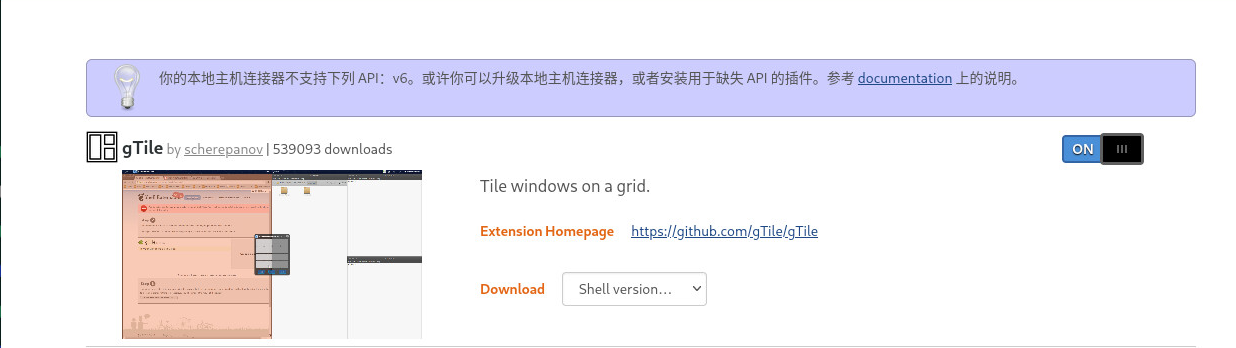 你的本地主机连接器不支持下列 API：v6。或许你可以升级本地主机连接器，或者安装用于缺失 API 的插件。参考 documentation 上的说明。
gTile by scherepanov | 539093 downloads
ON
Tile windows on a grid.
Extension Homepage https://github.com/gTile/gTile
Download Shell version...